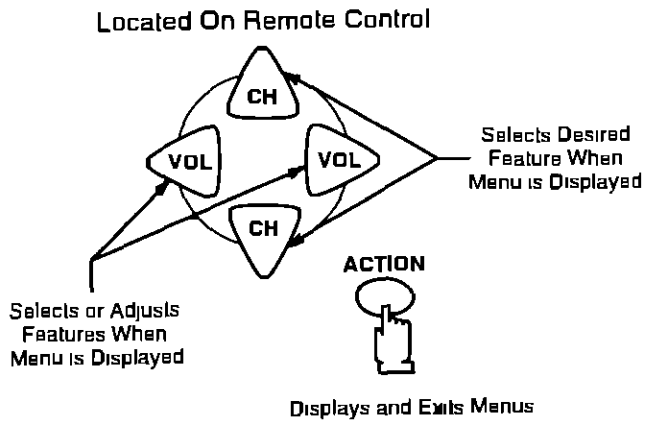 Located On Remote Control
CH
VOL
VOL
CH
Selects Desired
Feature When
Menu is Displayed
ACTION
Selects or Adjusts
Features When
Menu is Displayed
Displays and Exits Menus